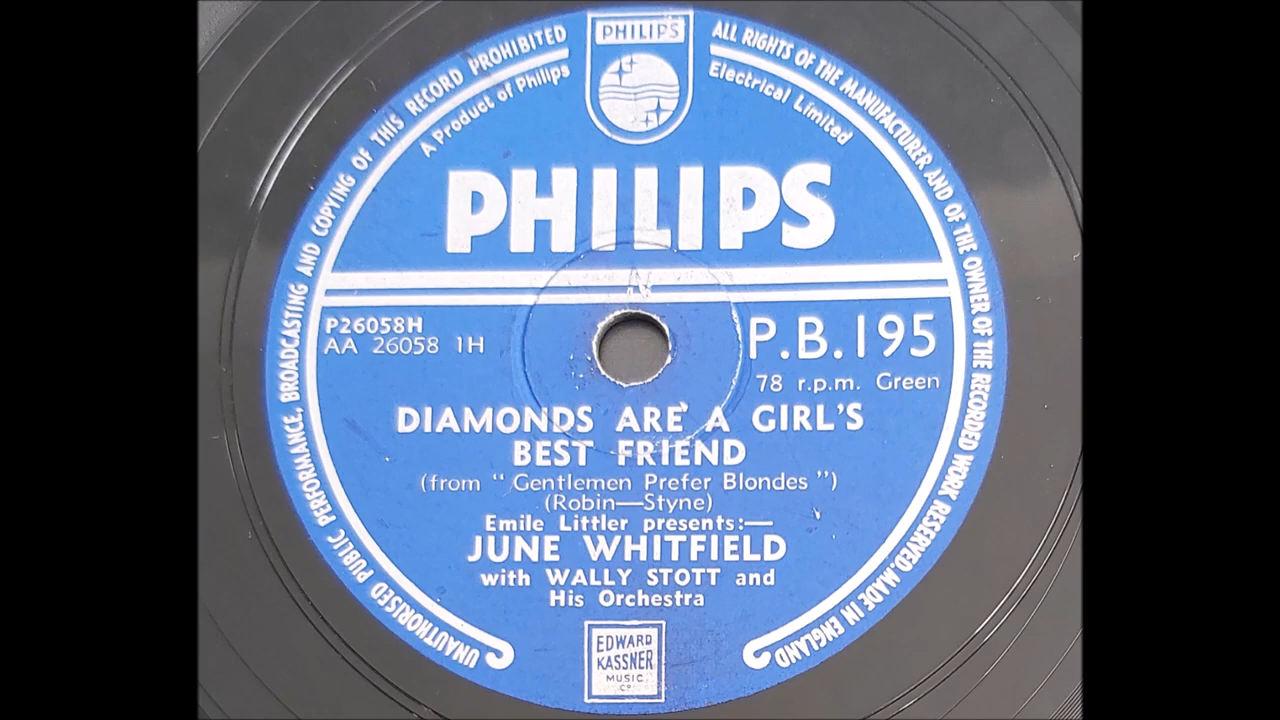 PHILIPS
UNAUTHORISED PUBLIC PERFORMANCE, BROADCASTING AND COPYING OF THIS RECORD PROHIBITED
ALL RIGHTS OF THE MANUFACTURER AND OF THE OWNER OF THE RECORDED WORK RESERVED. MADE IN ENGLAND
A Product of Philips
Electrical Limited
PHILIPS
P26058H
AA 26058 1H
P.B.195
78 r.p.m. Green
DIAMONDS ARE A GIRL'S
BEST FRIEND
(from “ Gentlemen Prefer Blondes ”)
(Robin—Styne)
Emile Littler presents:—
JUNE WHITFIELD
with WALLY STOTT and
His Orchestra
EDWARD
KASSNER
MUSIC
Co.